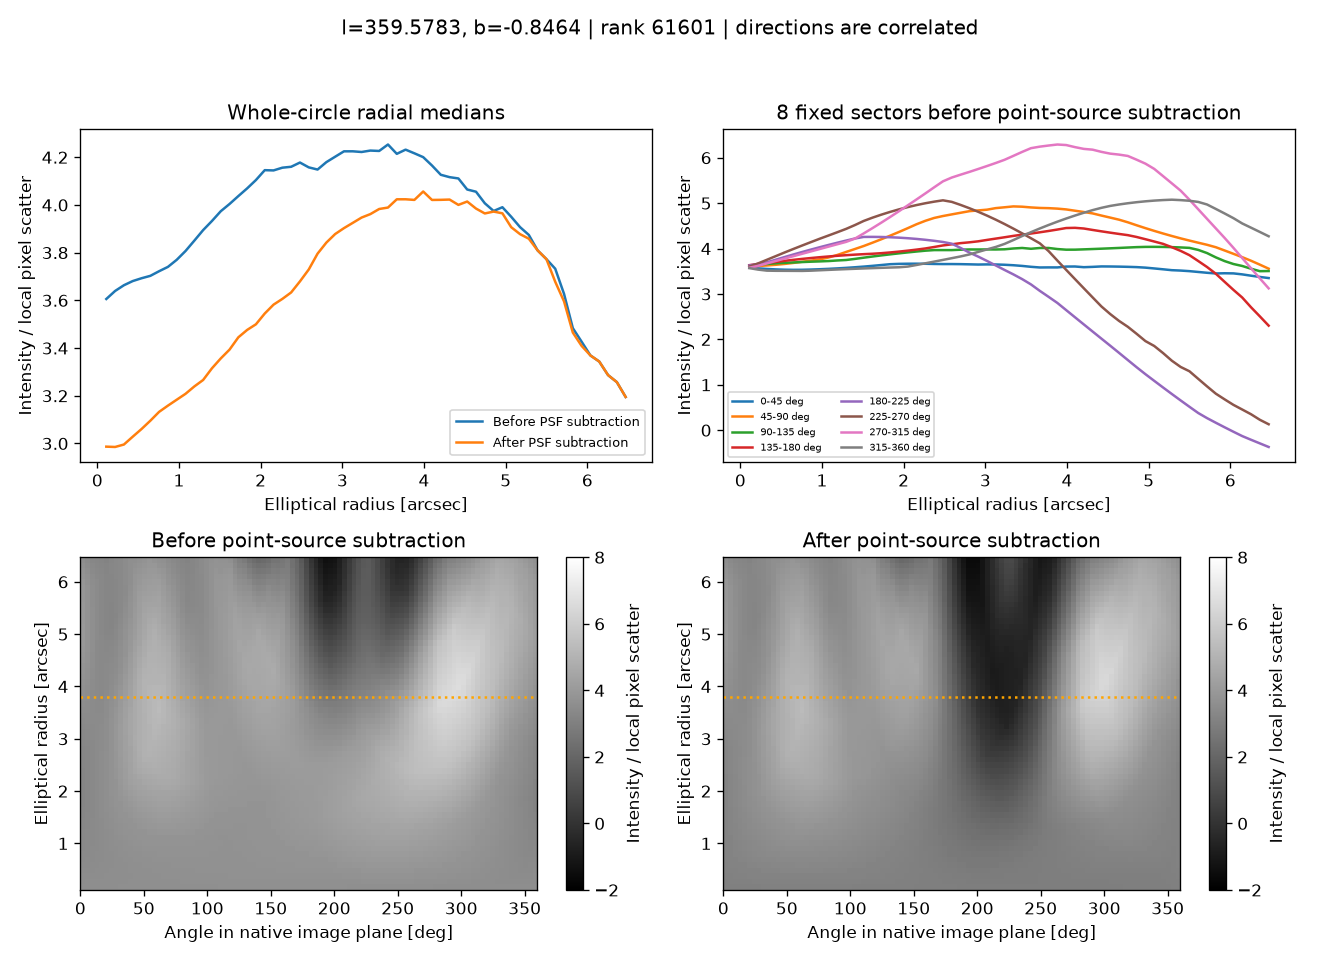 l=359.5783, b=-0.8464 | rank 61601 | directions are correlated
Whole-circle radial medians
Intensity / local pixel scatter
4.2
4.0
3.8
3.6
3.4
3.2
3.0
Before PSF subtraction
After PSF subtraction
0 1 2 3 4 5 6
Elliptical radius [arcsec]
8 fixed sectors before point-source subtraction
Intensity / local pixel scatter
6
5
4
3
2
1
0
0-45 deg
45-90 deg
90-135 deg
135-180 deg
180-225 deg
225-270 deg
270-315 deg
315-360 deg
0 1 2 3 4 5 6
Elliptical radius [arcsec]
Before point-source subtraction
Elliptical radius [arcsec]
6
5
4
3
2
1
0 50 100 150 200 250 300 350
Angle in native image plane [deg]
8
6
4
2
0
−2
Intensity / local pixel scatter
After point-source subtraction
Elliptical radius [arcsec]
6
5
4
3
2
1
0 50 100 150 200 250 300 350
Angle in native image plane [deg]
8
6
4
2
0
−2
Intensity / local pixel scatter